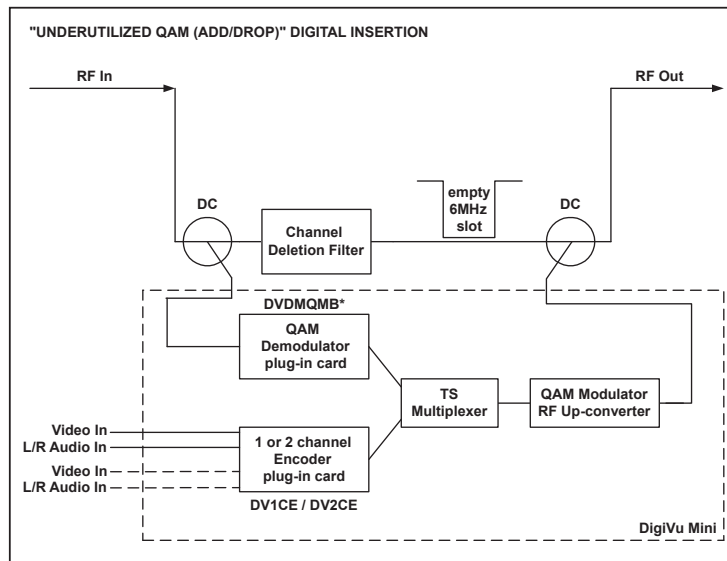 "UNDERUTILIZED QAM (ADD/DROP)" DIGITAL INSERTION
RF In
RF Out
DC
Channel
Deletion Filter
empty
6MHz
slot
DC
DVDMQMB*
QAM
Demodulator
plug-in card
TS
Multiplexer
QAM Modulator
RF Up-converter
Video In
L/R Audio In
Video In
L/R Audio In
1 or 2 channel
Encoder
plug-in card
DV1CE / DV2CE
DigiVu Mini